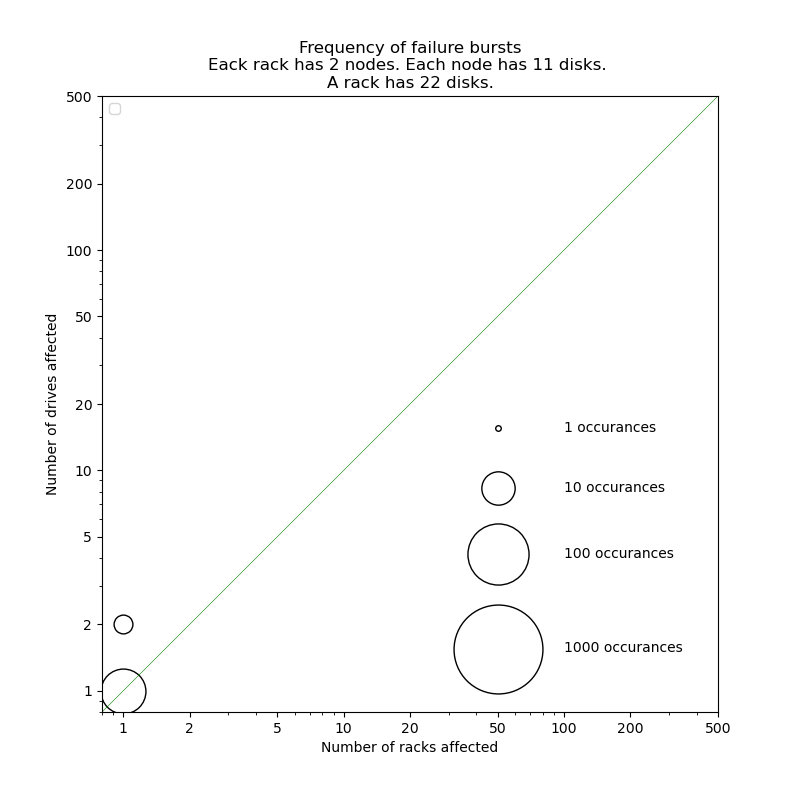 Frequency of failure bursts
Eack rack has 2 nodes. Each node has 11 disks.
A rack has 22 disks.
500
200
100
50
20
10
5
2
1
Number of drives affected
1 occurances
10 occurances
100 occurances
1000 occurances
1 2 5 10 20 50 100 200 500
Number of racks affected